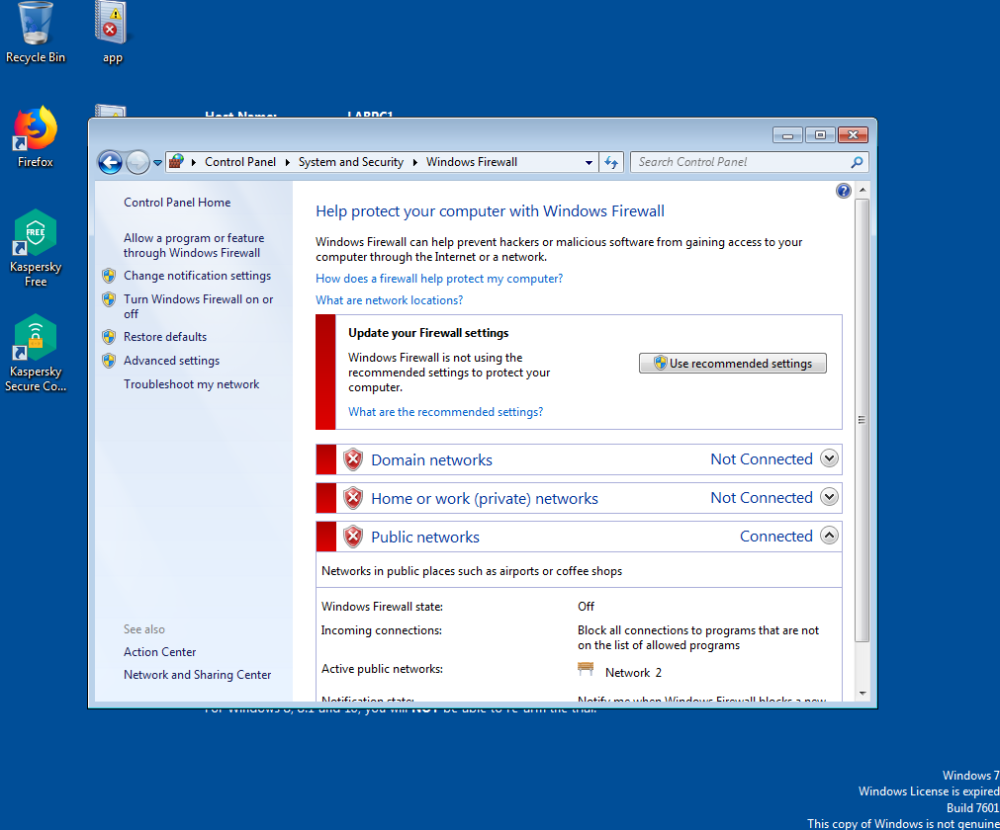 Recycle Bin
app
Firefox
Kaspersky
Free
FREE
Kaspersky
Secure Co...
Host Name: LABPC1
Control Panel System and Security Windows Firewall
Search Control Panel
Control Panel Home
Allow a program or feature
through Windows Firewall
Change notification settings
Turn Windows Firewall on or
off
Restore defaults
Advanced settings
Troubleshoot my network
See also
Action Center
Network and Sharing Center
Help protect your computer with Windows Firewall
Windows Firewall can help prevent hackers or malicious software from gaining access to your
computer through the Internet or a network.
How does a firewall help protect my computer?
What are network locations?
Update your Firewall settings
Windows Firewall is not using the
recommended settings to protect your
computer.
What are the recommended settings?
Use recommended settings
Domain networks Not Connected
Home or work (private) networks Not Connected
Public networks Connected
Networks in public places such as airports or coffee shops
Windows Firewall state: Off
Incoming connections: Block all connections to programs that are not
on the list of allowed programs
Active public networks: Network 2
Notification state: Notify me when Windows Firewall blocks a new
For Windows 8, 8.1 and 10, you will NOT be able to re-arm the trial.
Windows 7
Windows License is expired
Build 7601
This copy of Windows is not genuine